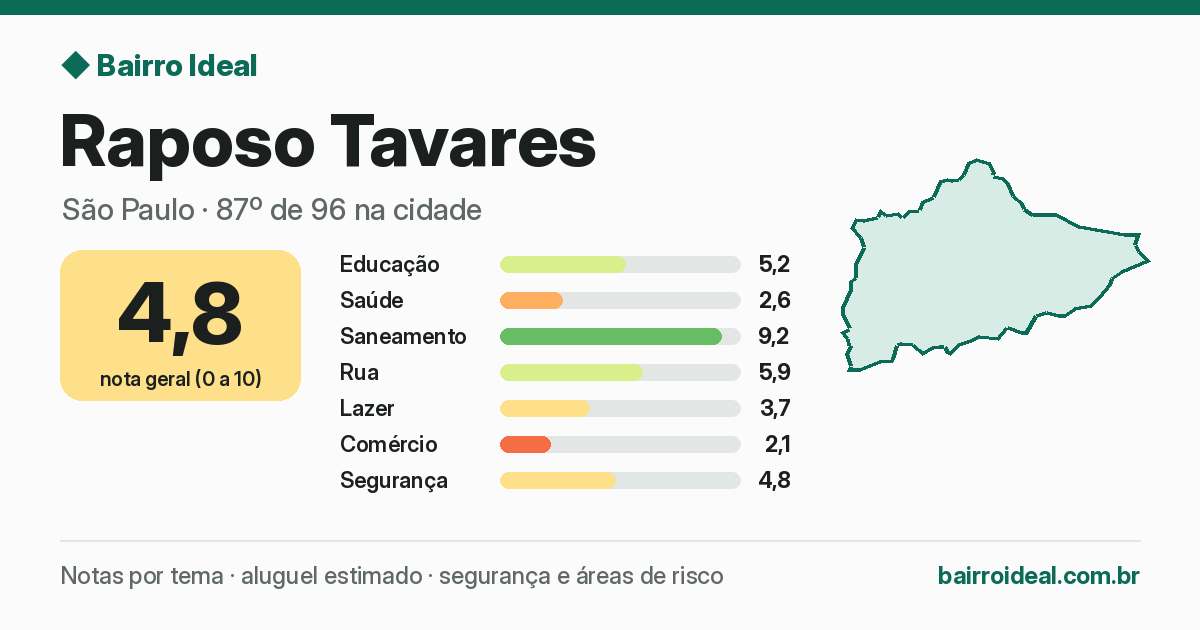 Bairro Ideal
Raposo Tavares
São Paulo · 87º de 96 na cidade
4,8
nota geral (0 a 10)
Educação 5,2
Saúde 2,6
Saneamento 9,2
Rua 5,9
Lazer 3,7
Comércio 2,1
Segurança 4,8
Notas por tema · aluguel estimado · segurança e áreas de risco
bairroideal.com.br